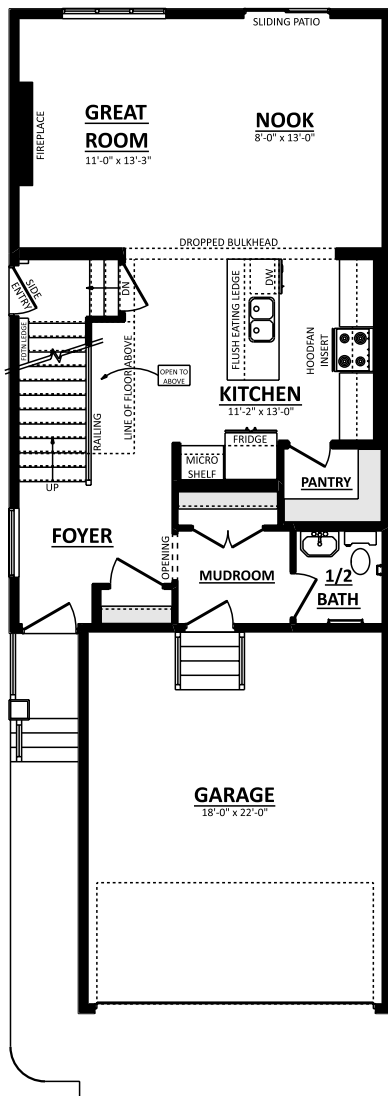 SLIDING PATIO
FIREPLACE
GREAT
ROOM
11'-0" x 13'-3"
NOOK
8'-0" x 13'-0"
DROPPED BULKHEAD
SIDE
ENTRY
DN
FLUSH EATING LEDGE
DW
FDTN LEDGE
LINE OF FLOOR ABOVE
OPEN TO
ABOVE
HOODFAN
INSERT
KITCHEN
11'-2" x 13'-0"
RAILING
FRIDGE
MICRO
SHELF
PANTRY
UP
FOYER
OPENING
MUDROOM
1/2
BATH
GARAGE
18'-0" x 22'-0"